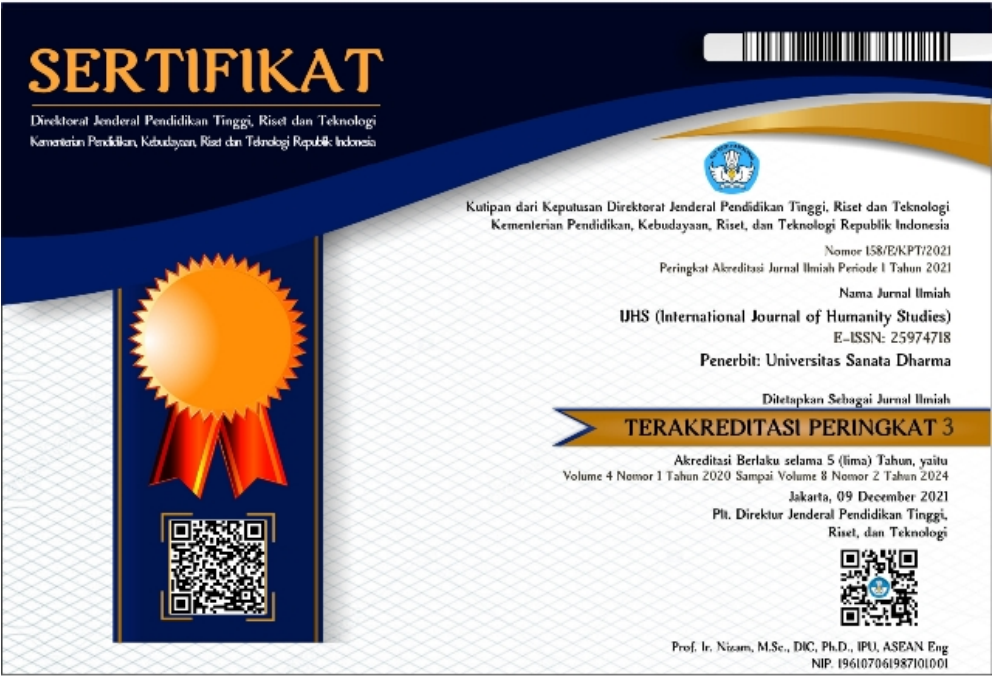 SERTIFIKAT
Direktorat Jenderal Pendidikan Tinggi, Riset dan Teknologi
Kementerian Pendidikan, Kebudayaan, Riset dan Teknologi Republik Indonesia
Kutipan dari Keputusan Direktorat Jenderal Pendidikan Tinggi, Riset dan Teknologi
Kementerian Pendidikan, Kebudayaan, Riset, dan Teknologi Republik Indonesia
Nomor 158/E/KPT/2021
Peringkat Akreditasi Jurnal Ilmiah Periode I Tahun 2021
Nama Jurnal Ilmiah
IJHS (International Journal of Humanity Studies)
E-ISSN: 25974718
Penerbit: Universitas Sanata Dharma
Ditetapkan Sebagai Jurnal Ilmiah
TERAKREDITASI PERINGKAT 3
Akreditasi Berlaku selama 5 (lima) Tahun, yaitu
Volume 4 Nomor 1 Tahun 2020 Sampai Volume 8 Nomor 2 Tahun 2024
Jakarta, 09 December 2021
Plt. Direktur Jenderal Pendidikan Tinggi,
Riset, dan Teknologi
Prof. Ir. Nizam, M.Sc., DIC, Ph.D., IPU, ASEAN Eng
NIP. 196107061987101001